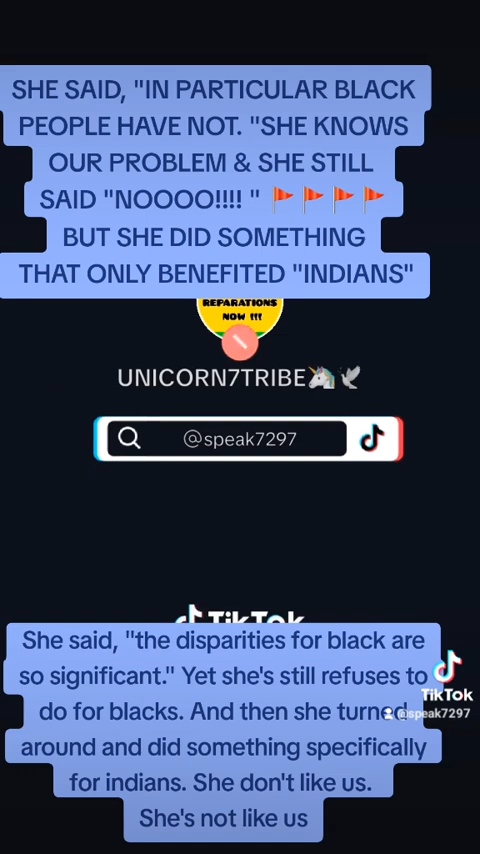 SHE SAID, "IN PARTICULAR BLACK
PEOPLE HAVE NOT. "SHE KNOWS
OUR PROBLEM & SHE STILL
SAID "NOOOO!!!! " 🚩🚩🚩🚩
BUT SHE DID SOMETHING
THAT ONLY BENEFITED "INDIANS"
REPARATIONS
NOW !!!
UNICORN7TRIBE🦄🕊
@speak7297
TikTok
She said, "the disparities for black are
so significant." Yet she's still refuses to
do for blacks. And then she turned
around and did something specifically
for indians. She don't like us.
She's not like us
TikTok
@speak7297